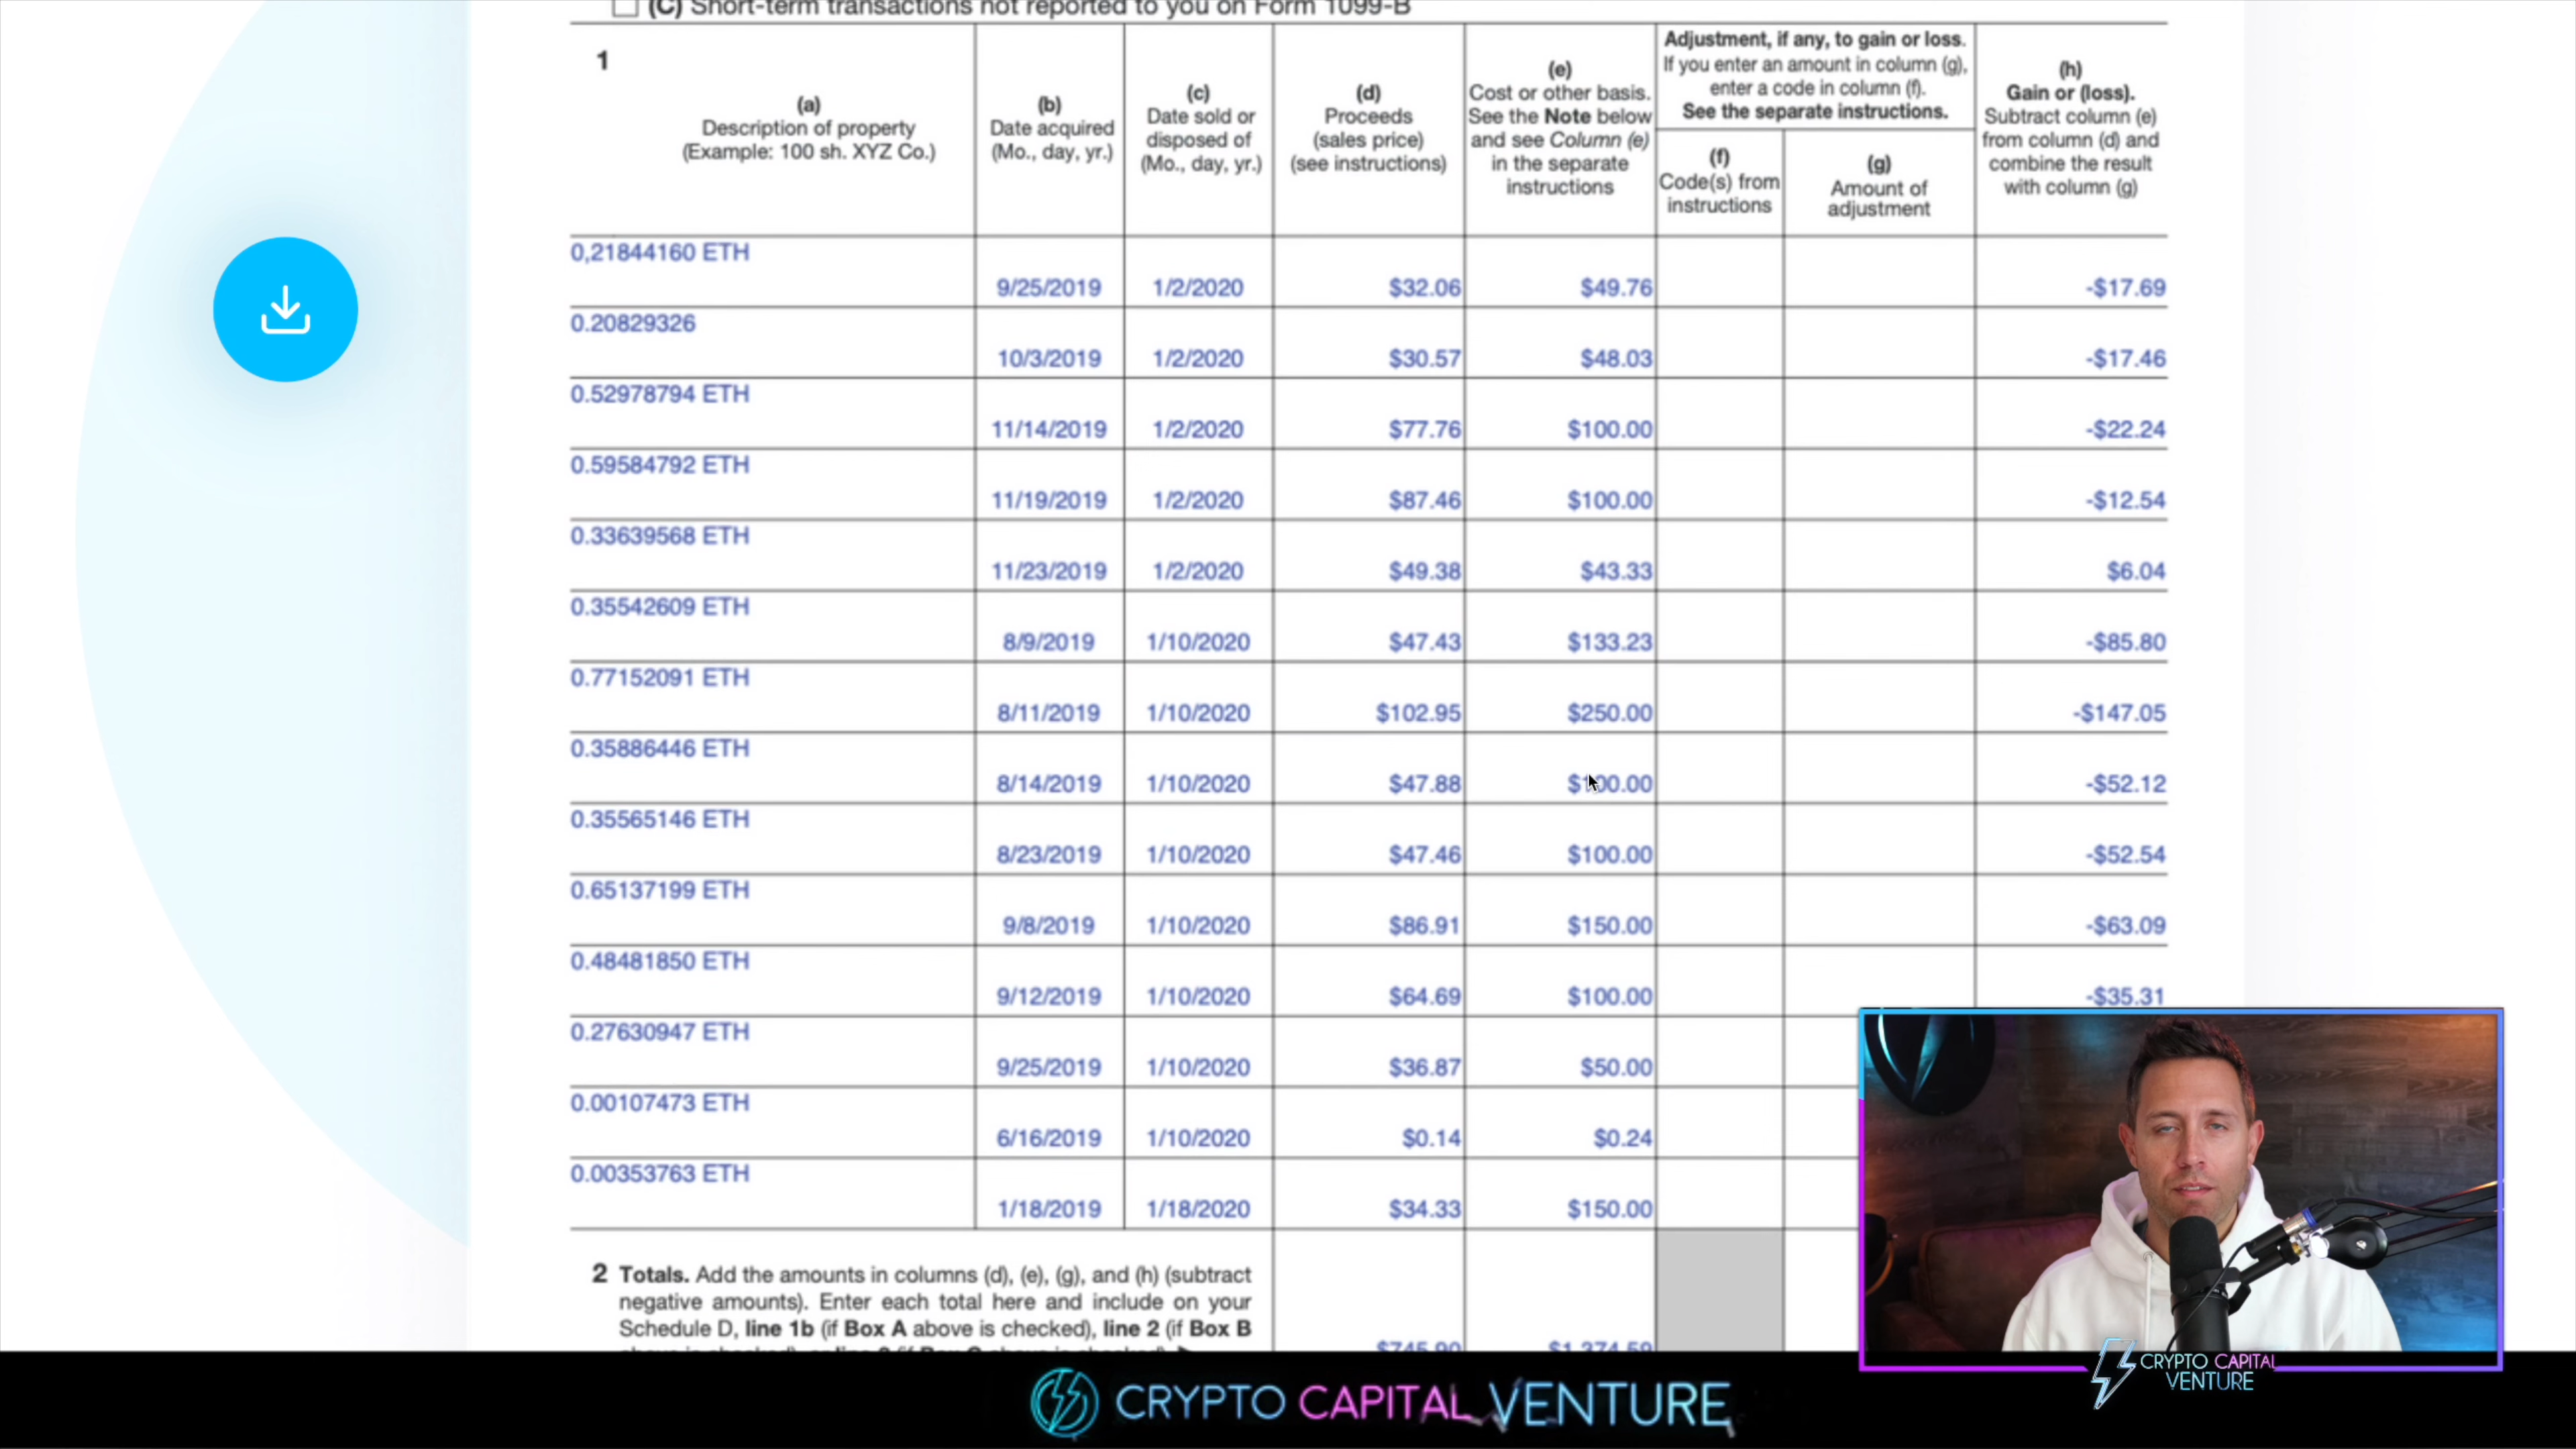 (C) Short-term transactions not reported to you on Form 1099-B
1
(a)
Description of property
(Example: 100 sh. XYZ Co.)
(b)
Date acquired
(Mo., day, yr.)
(c)
Date sold or
disposed of
(Mo., day, yr.)
(d)
Proceeds
(sales price)
(see instructions)
(e)
Cost or other basis.
See the Note below
and see Column (e)
in the separate
instructions
Adjustment, if any, to gain or loss.
If you enter an amount in column (g),
enter a code in column (f).
See the separate instructions.
(f)
Code(s) from
instructions
(g)
Amount of
adjustment
(h)
Gain or (loss).
Subtract column (e)
from column (d) and
combine the result
with column (g)
0,21844160 ETH
9/25/2019 1/2/2020 $32.06 $49.76 -$17.69
0.20829326
10/3/2019 1/2/2020 $30.57 $48.03 -$17.46
0.52978794 ETH
11/14/2019 1/2/2020 $77.76 $100.00 -$22.24
0.59584792 ETH
11/19/2019 1/2/2020 $87.46 $100.00 -$12.54
0.33639568 ETH
11/23/2019 1/2/2020 $49.38 $43.33 $6.04
0.35542609 ETH
8/9/2019 1/10/2020 $47.43 $133.23 -$85.80
0.77152091 ETH
8/11/2019 1/10/2020 $102.95 $250.00 -$147.05
0.35886446 ETH
8/14/2019 1/10/2020 $47.88 $100.00 -$52.12
0.35565146 ETH
8/23/2019 1/10/2020 $47.46 $100.00 -$52.54
0.65137199 ETH
9/8/2019 1/10/2020 $86.91 $150.00 -$63.09
0.48481850 ETH
9/12/2019 1/10/2020 $64.69 $100.00 -$35.31
0.27630947 ETH
9/25/2019 1/10/2020 $36.87 $50.00
0.00107473 ETH
6/16/2019 1/10/2020 $0.14 $0.24
0.00353763 ETH
1/18/2019 1/18/2020 $34.33 $150.00
2 Totals. Add the amounts in columns (d), (e), (g), and (h) (subtract
negative amounts). Enter each total here and include on your
Schedule D, line 1b (if Box A above is checked), line 2 (if Box B
$745.90 $1,374.59
CRYPTO CAPITAL
VENTURE
CRYPTO CAPITAL VENTURE